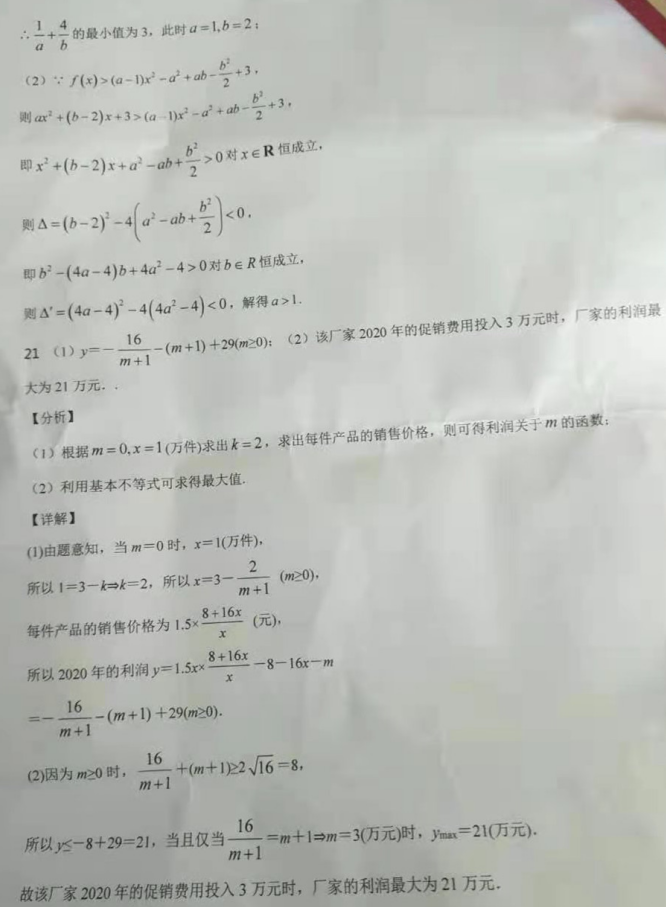 ∴ 1/a + 4/b 的最小值为 3，此时 a=1,b=2；
（2）∵ f(x)>(a-1)x²-a²+ab-b²/2+3，
则 ax²+(b-2)x+3>(a-1)x²-a²+ab-b²/2+3，
即 x²+(b-2)x+a²-ab+b²/2>0 对 x∈R 恒成立，
则 Δ=(b-2)²-4(a²-ab+b²/2)<0，
即 b²-(4a-4)b+4a²-4>0 对 b∈R 恒成立，
则 Δ'=(4a-4)²-4(4a²-4)<0，解得 a>1.
21 （1）y=-16/(m+1)-(m+1)+29(m≥0)；（2）该厂家 2020 年的促销费用投入 3 万元时，厂家的利润最
大为 21 万元．.
【分析】
（1）根据 m=0,x=1 (万件)求出 k=2，求出每件产品的销售价格，则可得利润关于 m 的函数；
（2）利用基本不等式可求得最大值.
【详解】
(1)由题意知，当 m=0 时，x=1(万件)，
所以 1=3-k⇒k=2，所以 x=3-2/(m+1) (m≥0)，
每件产品的销售价格为 1.5×(8+16x)/x (元)，
所以 2020 年的利润 y=1.5x×(8+16x)/x-8-16x-m
=-16/(m+1)-(m+1)+29(m≥0).
(2)因为 m≥0 时，16/(m+1)+(m+1)≥2√16=8，
所以 y≤-8+29=21，当且仅当 16/(m+1)=m+1⇒m=3(万元)时，ymax=21(万元).
故该厂家 2020 年的促销费用投入 3 万元时，厂家的利润最大为 21 万元.